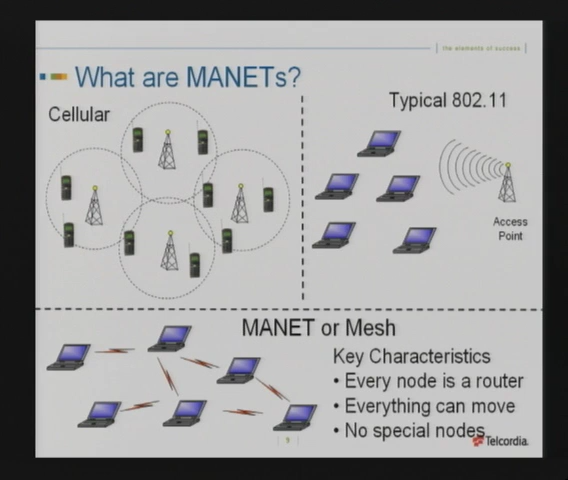 the elements of success
What are MANETs?
Cellular
Typical 802.11
Access
Point
MANET or Mesh
Key Characteristics
• Every node is a router
• Everything can move
• No special nodes
9
Telcordia.